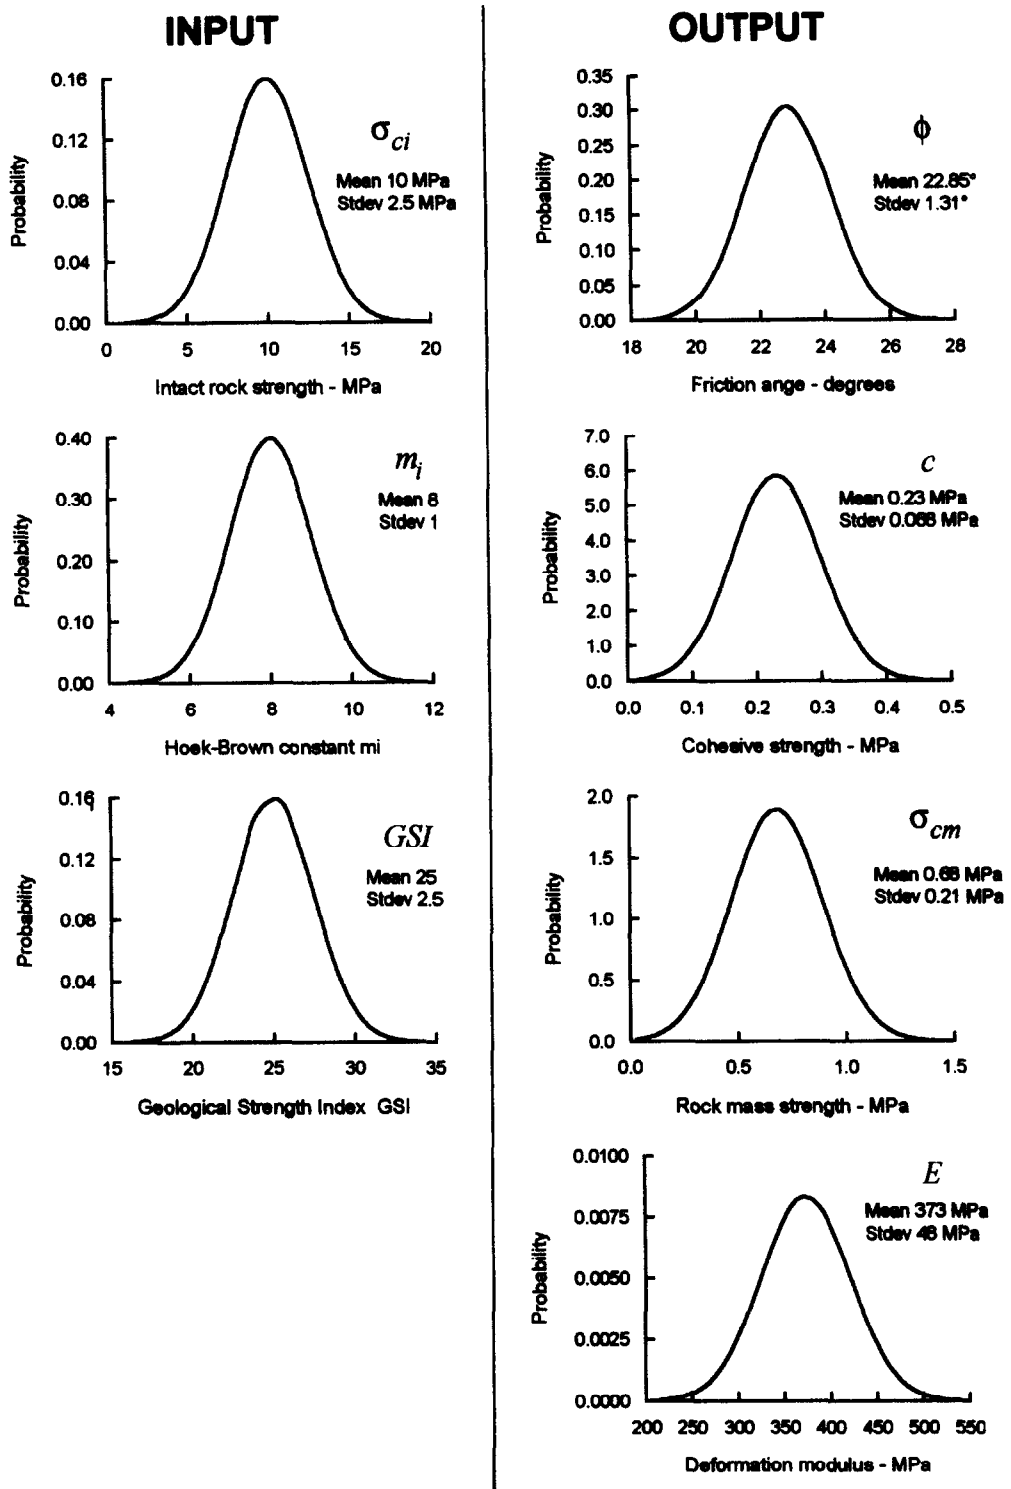 INPUT
0.16
0.12
0.08
0.04
0.00
Probability
σci
Mean 10 MPa
Stdev 2.5 MPa
0 5 10 15 20
Intact rock strength - MPa
0.40
0.30
0.20
0.10
0.00
Probability
mi
Mean 8
Stdev 1
4 6 8 10 12
Hoek-Brown constant mi
0.16
0.12
0.08
0.04
0.00
Probability
GSI
Mean 25
Stdev 2.5
15 20 25 30 35
Geological Strength Index GSI
OUTPUT
0.35
0.30
0.25
0.20
0.15
0.10
0.05
0.00
Probability
ϕ
Mean 22.85°
Stdev 1.31°
18 20 22 24 26 28
Friction ange - degrees
7.0
6.0
5.0
4.0
3.0
2.0
1.0
0.0
Probability
c
Mean 0.23 MPa
Stdev 0.068 MPa
0.0 0.1 0.2 0.3 0.4 0.5
Cohesive strength - MPa
2.0
1.5
1.0
0.5
0.0
Probability
σcm
Mean 0.68 MPa
Stdev 0.21 MPa
0.0 0.5 1.0 1.5
Rock mass strength - MPa
0.0100
0.0075
0.0050
0.0025
0.0000
Probability
E
Mean 373 MPa
Stdev 48 MPa
200 250 300 350 400 450 500 550
Deformation modulus - MPa